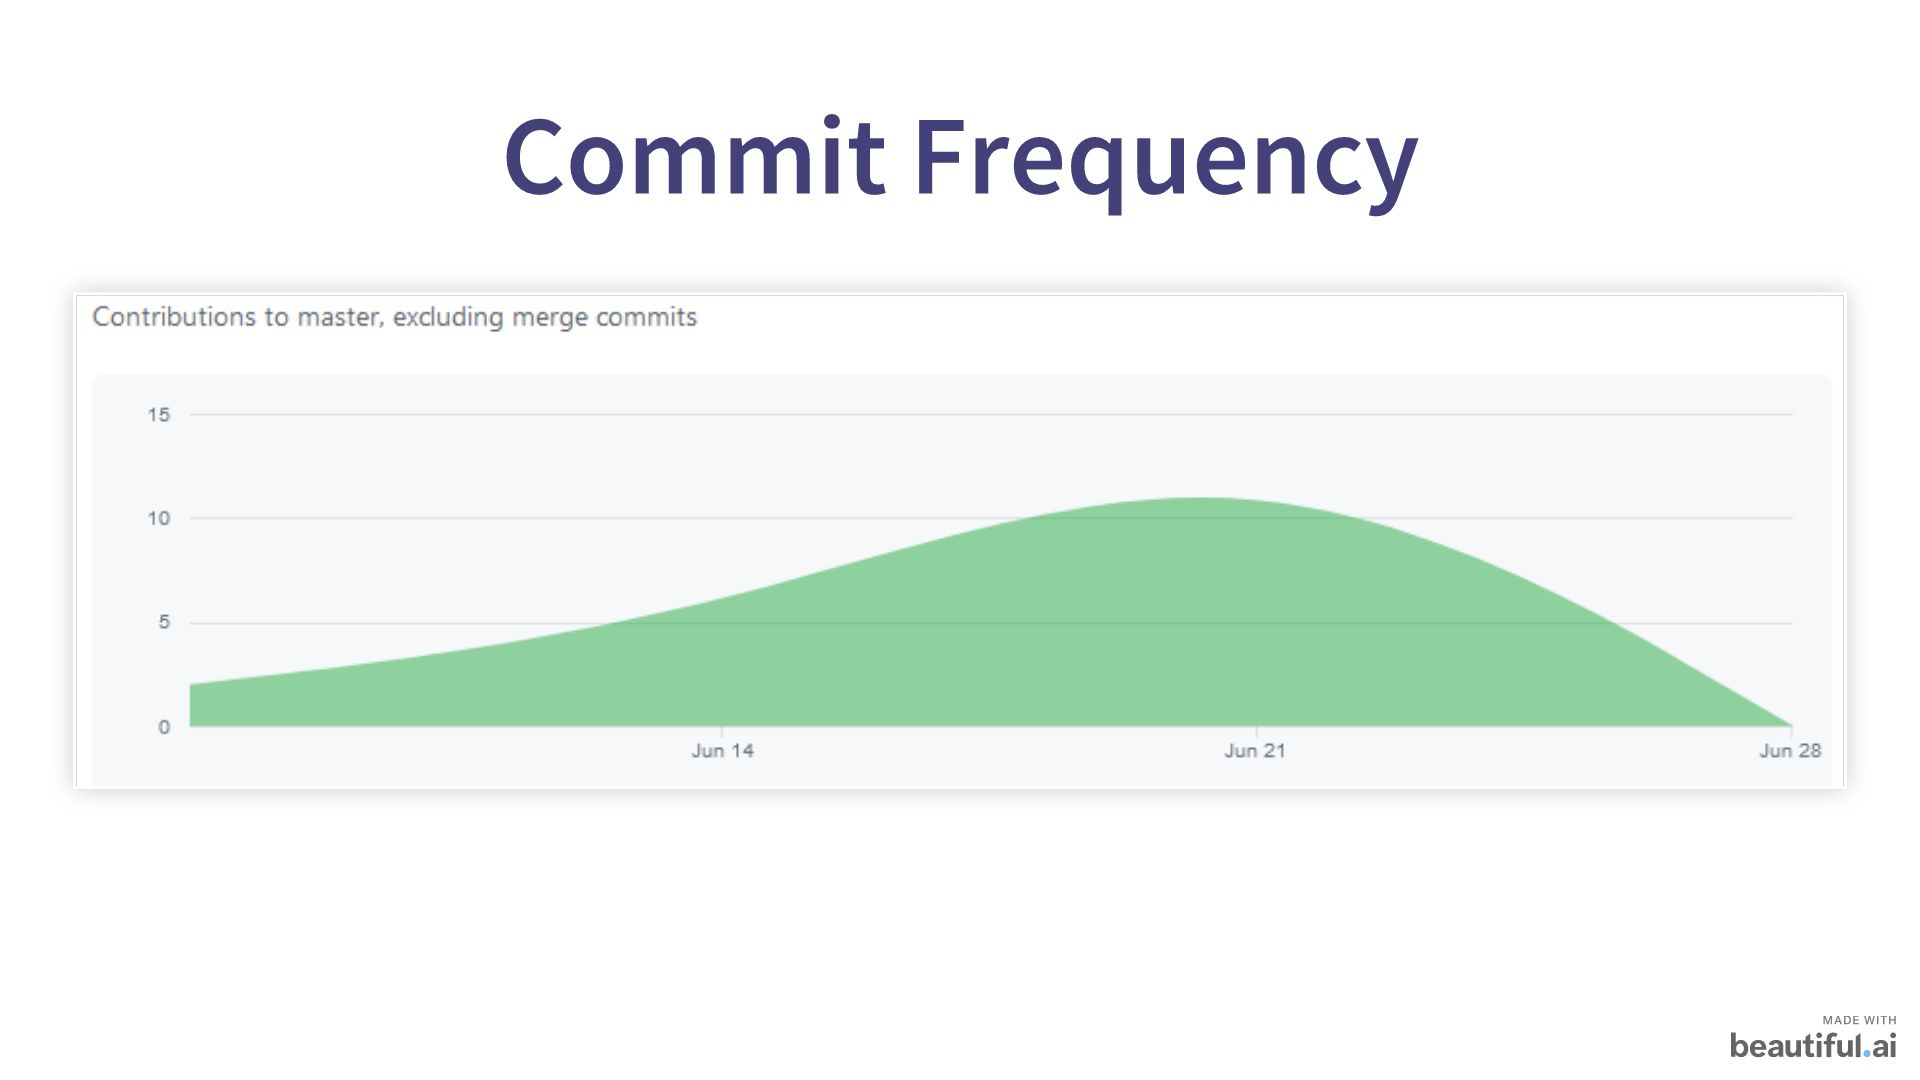 Commit Frequency
Contributions to master, excluding merge commits
15
10
5
0
Jun 14
Jun 21
Jun 28
MADE WITH
beautiful.ai